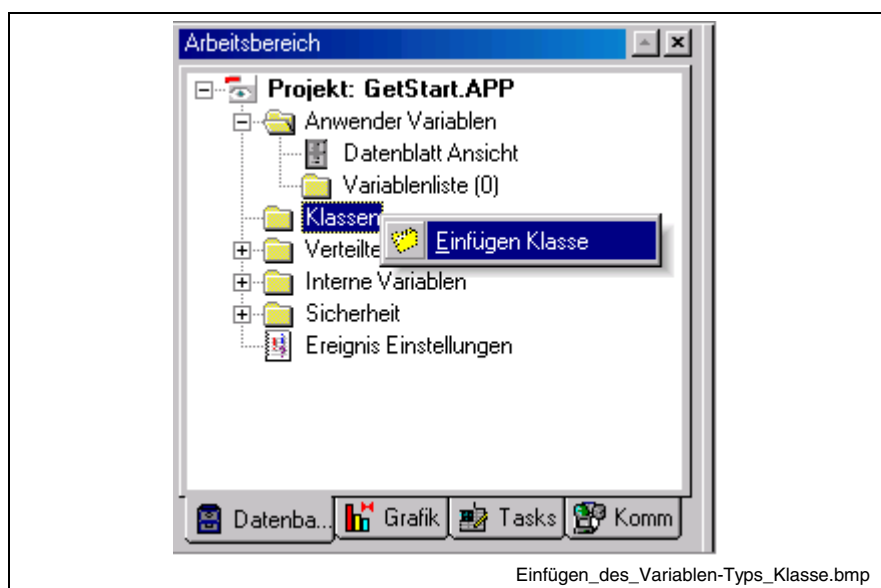 Arbeitsbereich
Projekt: GetStart.APP
Anwender Variablen
Datenblatt Ansicht
Variablenliste (0)
Klassen
Einfügen Klasse
Verteilte
Interne Variablen
Sicherheit
Ereignis Einstellungen
Datenba... Grafik Tasks Komm
Einfügen_des_Variablen-Typs_Klasse.bmp